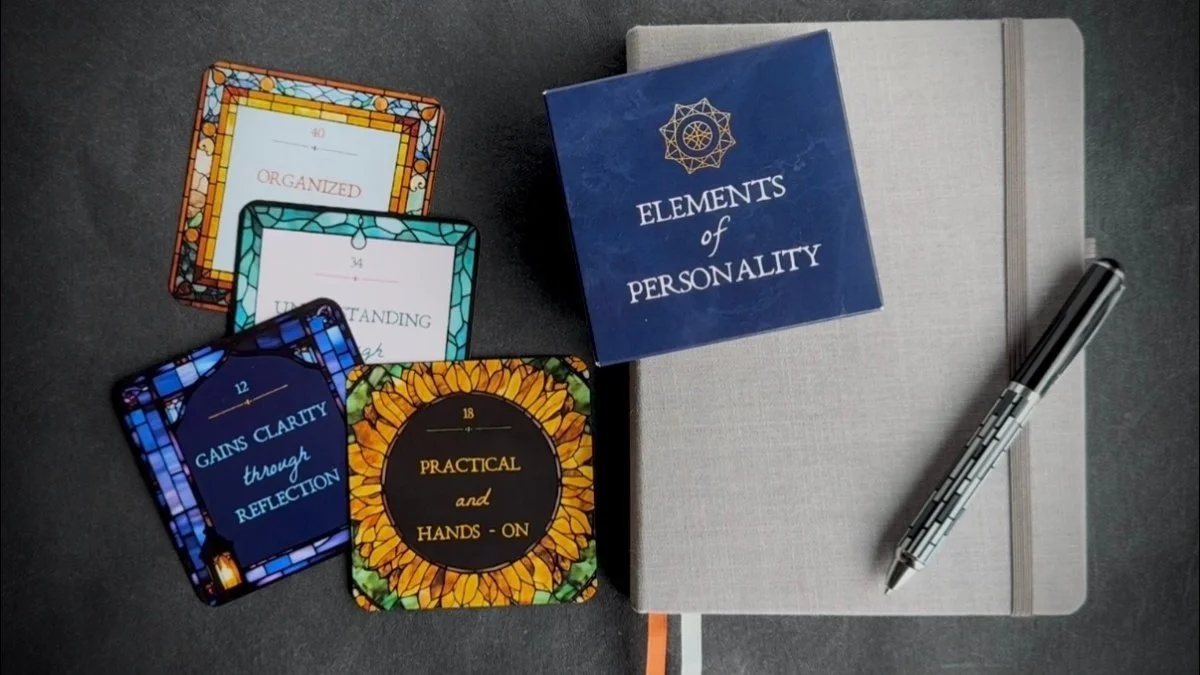 40
ORGANIZED
34
12
GAINS CLARITY
through
REFLECTION
18
PRACTICAL
and
HANDS - ON
ELEMENTS
of
PERSONALITY